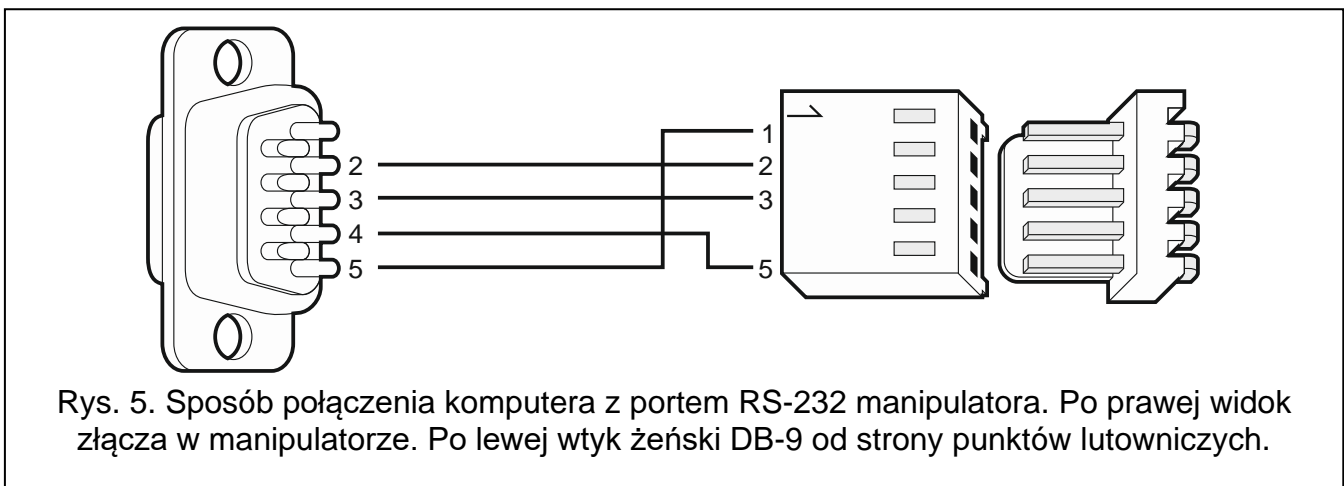 1
2 2
3 3
4
5 5
Rys. 5. Sposób połączenia komputera z portem RS-232 manipulatora. Po prawej widok
złącza w manipulatorze. Po lewej wtyk żeński DB-9 od strony punktów lutowniczych.